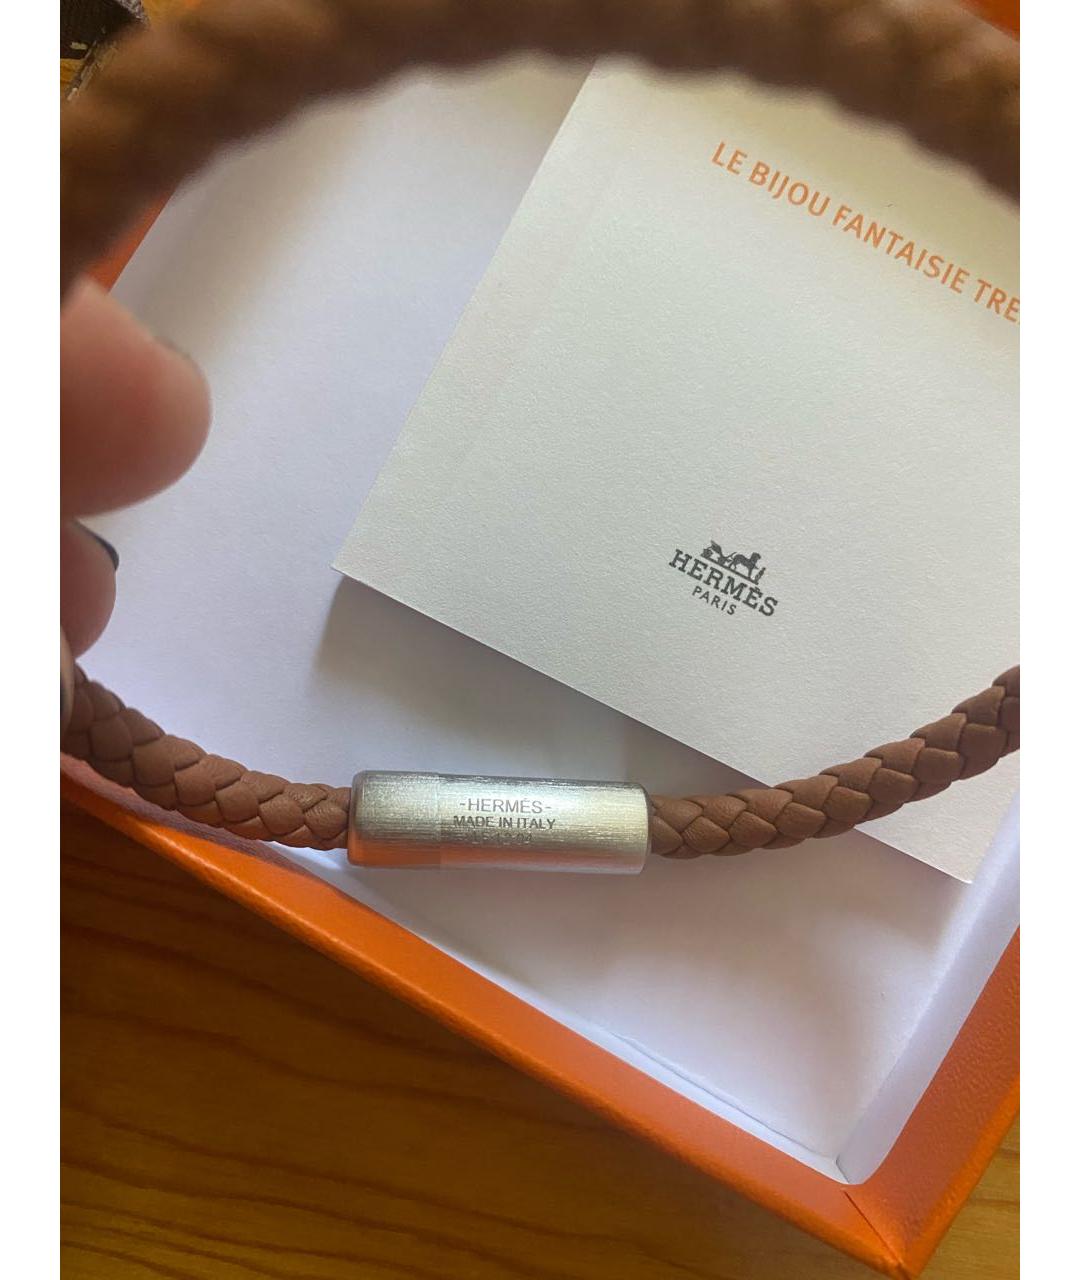 LE BIJOU FANTAISIE TRE
HERMÈS
PARIS
-HERMÈS-
MADE IN ITALY